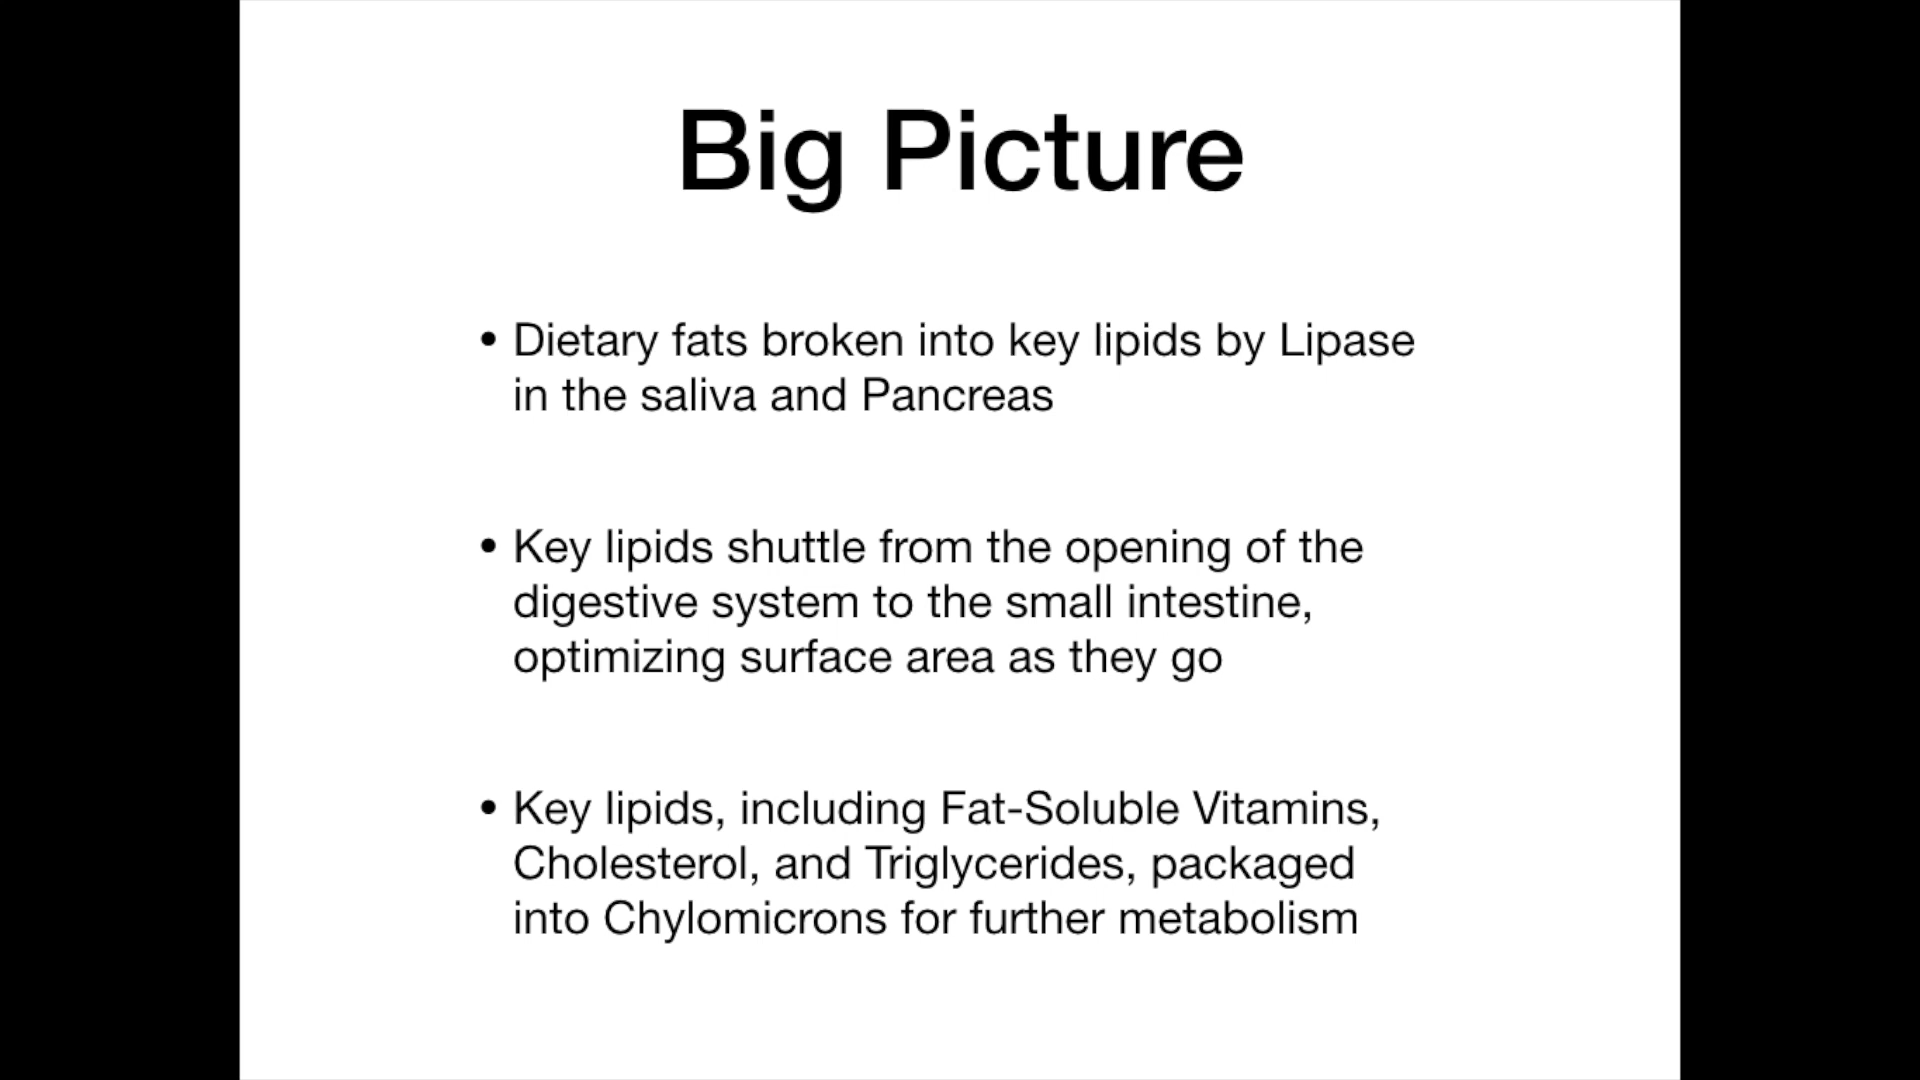 Big Picture
• Dietary fats broken into key lipids by Lipase
in the saliva and Pancreas
• Key lipids shuttle from the opening of the
digestive system to the small intestine,
optimizing surface area as they go
• Key lipids, including Fat-Soluble Vitamins,
Cholesterol, and Triglycerides, packaged
into Chylomicrons for further metabolism